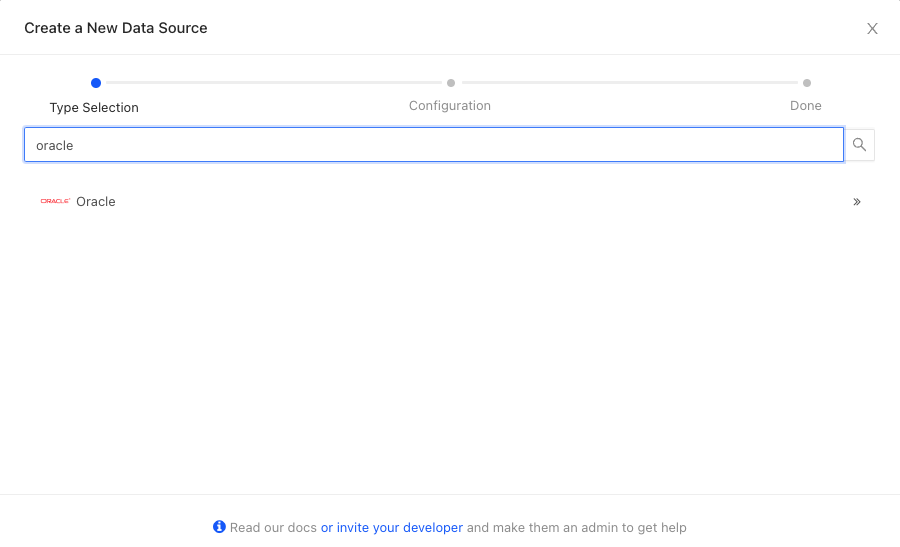 Create a New Data Source
Type Selection
Configuration
Done
oracle
ORACLE Oracle
Read our docs or invite your developer and make them an admin to get help